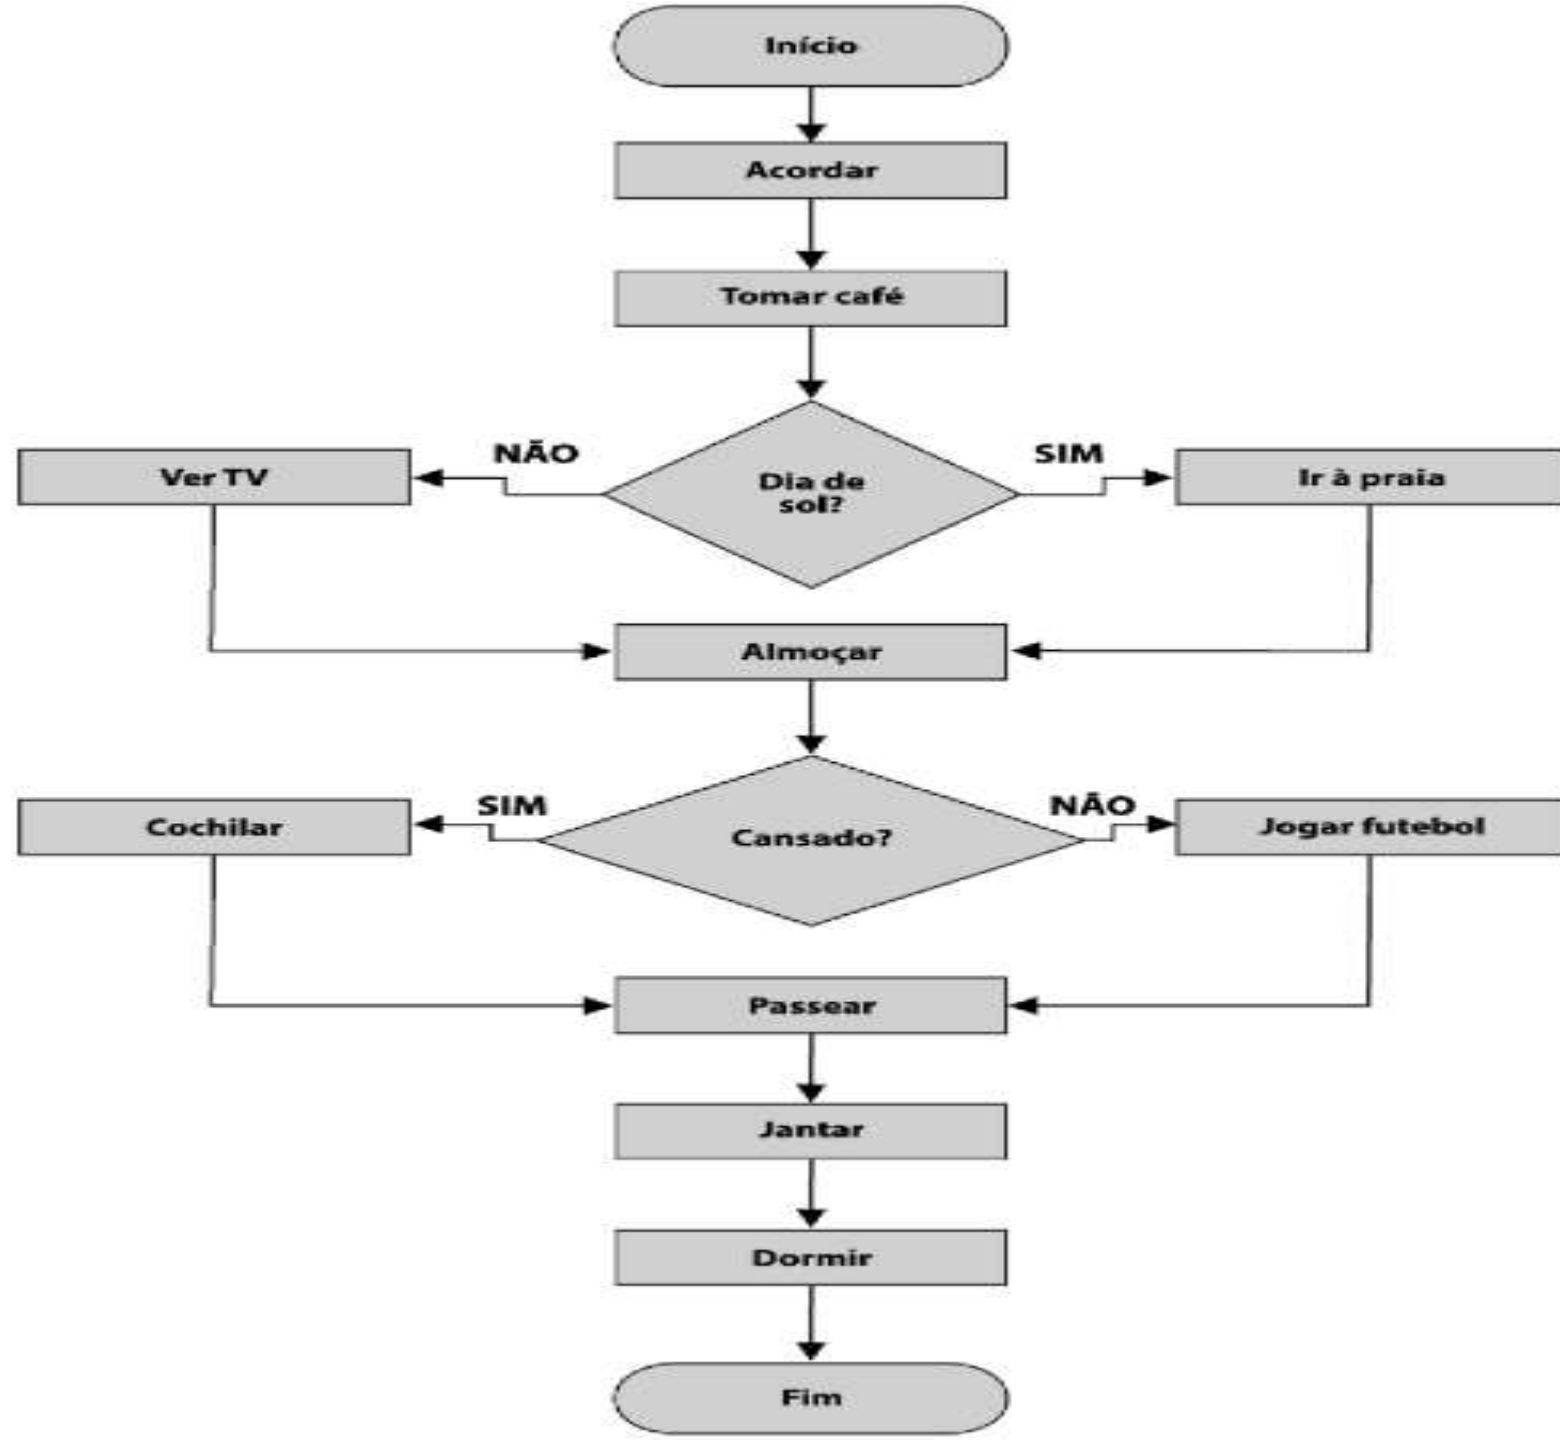 Início
Acordar
Tomar café
NÃO
SIM
Ver TV
Dia de
sol?
Ir à praia
Almoçar
SIM
NÃO
Cochilar
Cansado?
Jogar futebol
Passear
Jantar
Dormir
Fim